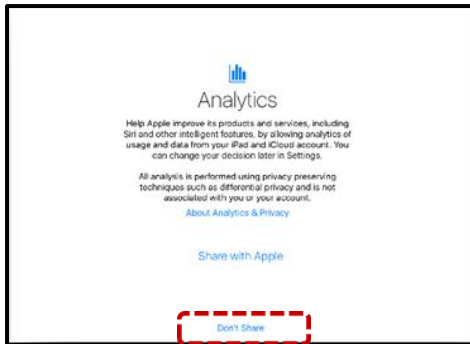 Analytics
Help Apple improve its products and services, including
Siri and other intelligent features, by allowing analytics of
usage and data from your iPad and iCloud account. You
can change your decision later in Settings.
All analysis is performed using privacy preserving
techniques such as differential privacy and is not
associated with you or your account.
About Analytics & Privacy
Share with Apple
Don't Share